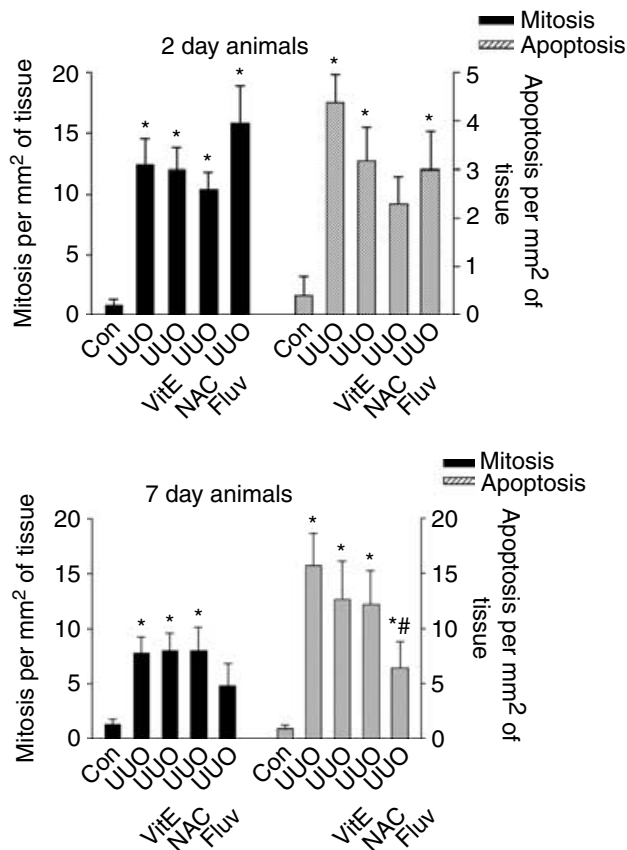 Mitosis
Apoptosis
2 day animals
Mitosis per mm² of tissue
20
15
10
5
0
* * * *
* * *
5
4
3
2
1
0
Apoptosis per mm² of
tissue
Con UUO UUO UUO UUO Con UUO UUO UUO UUO
VitE NAC Fluv VitE NAC Fluv
Mitosis
Apoptosis
7 day animals
Mitosis per mm² of tissue
20
15
10
5
0
* * *
* * * *#
20
15
10
5
0
Apoptosis per mm² of
tissue
Con UUO UUO UUO UUO Con UUO UUO UUO UUO
VitE NAC Fluv VitE NAC Fluv